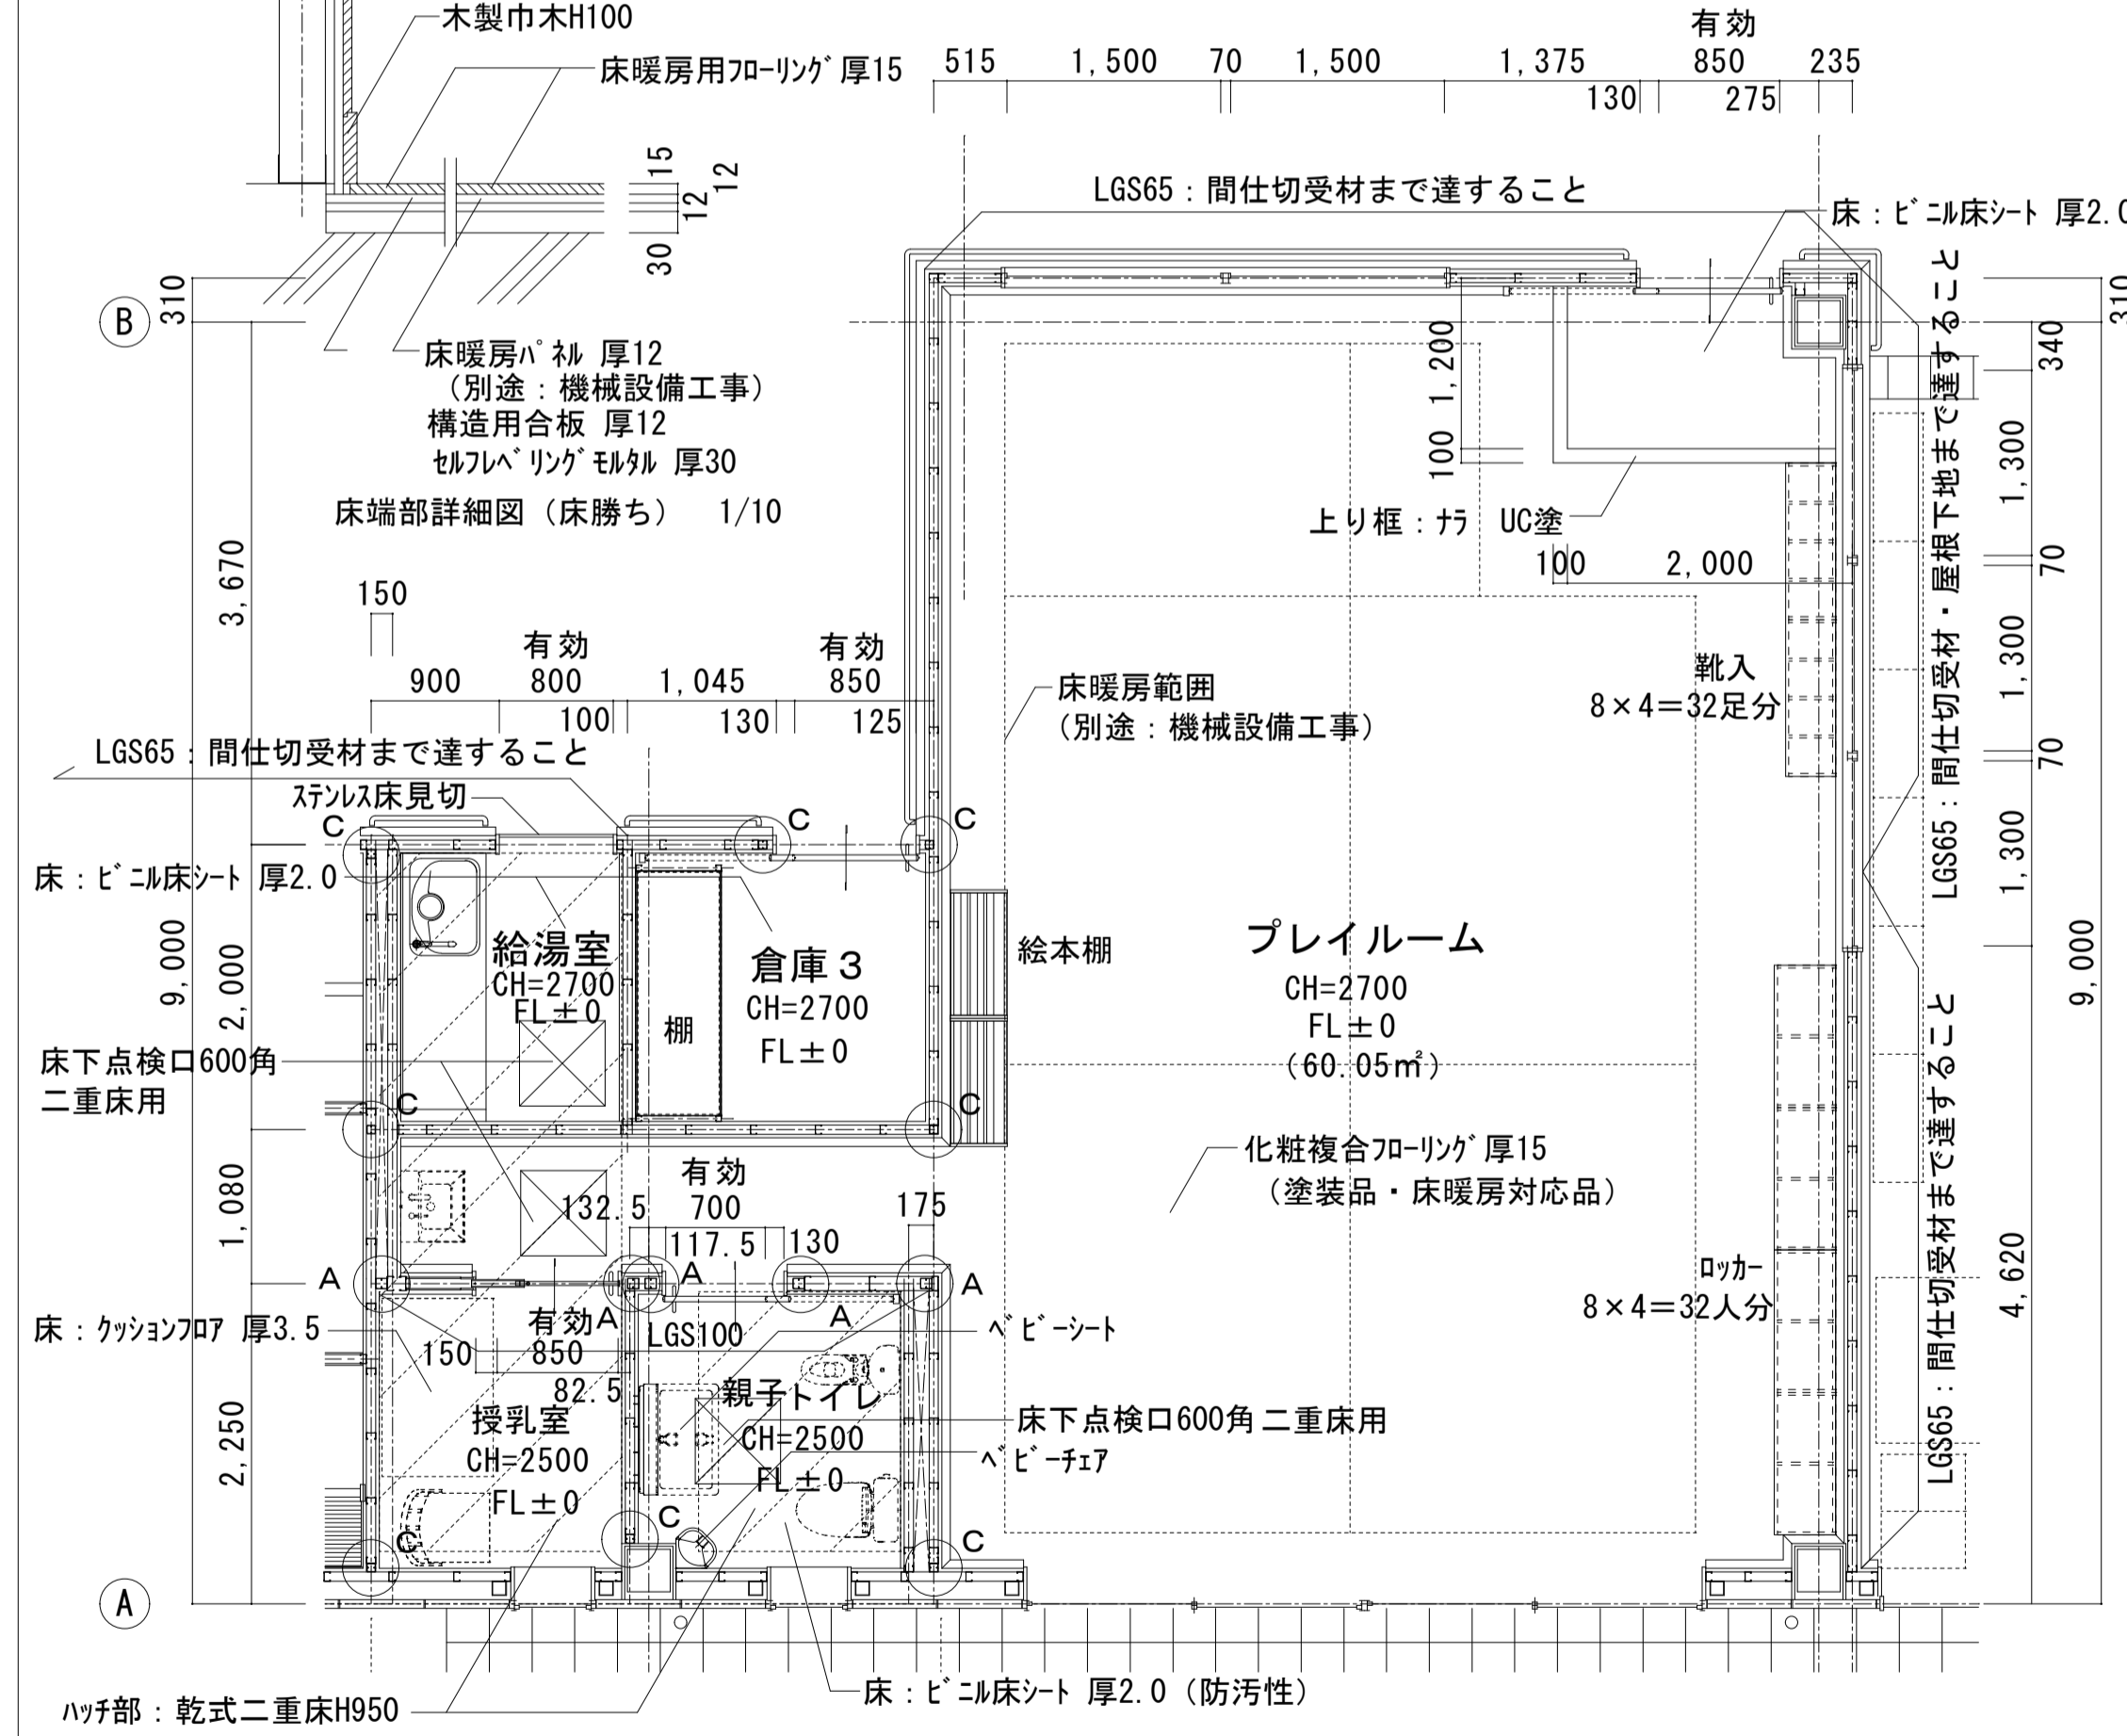 木製巾木H100
床暖房用フローリング厚15
15
12
12
30
床暖房パネル 厚12
（別途：機械設備工事）
構造用合板 厚12
セルフレベリングモルタル 厚30
床端部詳細図（床勝ち） 1/10
有効
515 1,500 70 1,500 1,375 850 235
130 275
LGS65：間仕切受材まで達すること
床：ビニル床シート 厚2.0
310
B
3,670
9,000
2,000
1,080
2,250
A
310
340
1,300
70
1,300
70
1,300
9,000
4,620
LGS65：間仕切受材・屋根下地まで達すること
LGS65：間仕切受材まで達すること
1,200
100
上り框：ナラ UC塗
100 2,000
150
有効 有効
900 800 1,045 850
100 130 125
LGS65：間仕切受材まで達すること
ステンレス床見切
C
C
C
床：ビニル床シート 厚2.0
床暖房範囲
（別途：機械設備工事）
靴入
8×4＝32足分
給湯室
CH=2700
FL±0
棚
倉庫3
CH=2700
FL±0
絵本棚
プレイルーム
CH=2700
FL±0
(60.05㎡)
床下点検口600角
二重床用
C
C
化粧複合フローリング厚15
（塗装品・床暖房対応品）
有効
132.5 700 175
117.5 130
A
A
A
A
A
ロッカー
8×4＝32人分
床：クッションフロア 厚3.5
有効
150 850
82.5
LGS100
ベビーシート
授乳室
CH=2500
FL±0
親子トイレ
CH=2500
FL±0
床下点検口600角二重床用
ベビーチェア
C
C
C
床：ビニル床シート 厚2.0（防汚性）
ハッチ部：乾式二重床H950